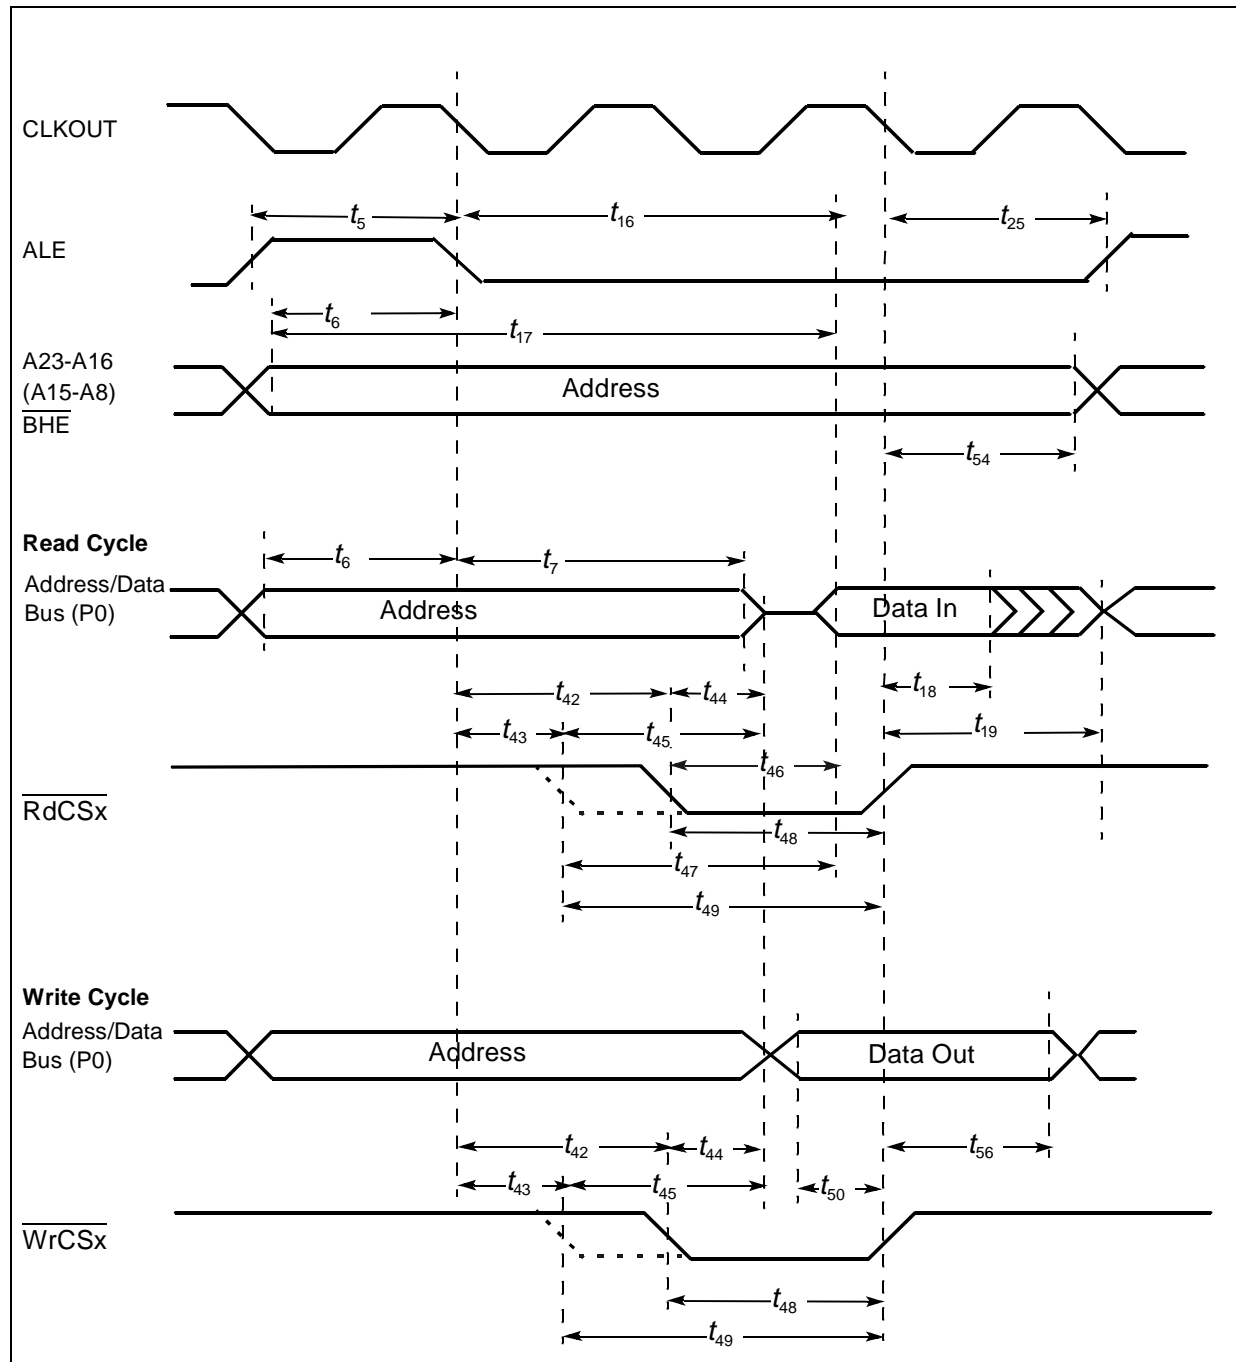 CLKOUT
t5
t16
t25
ALE
t6
t17
A23-A16
(A15-A8)
BHE
Address
t54
Read Cycle
t6
t7
Address/Data
Bus (P0)
Address
Data In
t42
t44
t18
t43
t45
t19
t46
RdCSx
t48
t47
t49
Write Cycle
Address/Data
Bus (P0)
Address
Data Out
t42
t44
t56
t43
t45
t50
WrCSx
t48
t49